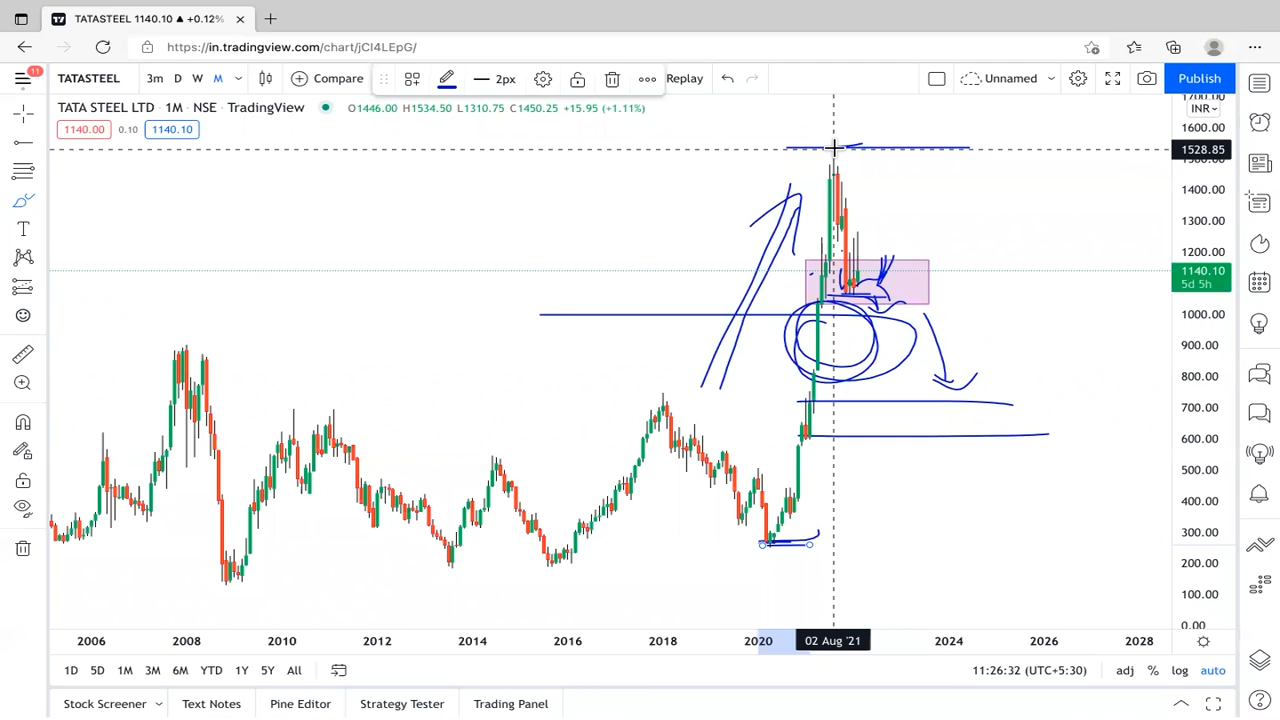 TATASTEEL 1140.10 ▲ +0.12%
https://in.tradingview.com/chart/jCI4LEpG/
11
TATASTEEL 3m D W M Compare 2px Replay Unnamed Publish
TATA STEEL LTD · 1M · NSE · TradingView O1446.00 H1534.50 L1310.75 C1450.25 +15.95 (+1.11%)
1140.00 0.10 1140.10
INR
1700.00
1600.00
1528.85
1500.00
1400.00
1300.00
1200.00
1140.10
5d 5h
1000.00
900.00
800.00
700.00
600.00
500.00
400.00
300.00
200.00
100.00
0.00
2006 2008 2010 2012 2014 2016 2018 2020 02 Aug '21 2024 2026 2028
1D 5D 1M 3M 6M YTD 1Y 5Y All 11:26:32 (UTC+5:30) adj % log auto
Stock Screener Text Notes Pine Editor Strategy Tester Trading Panel